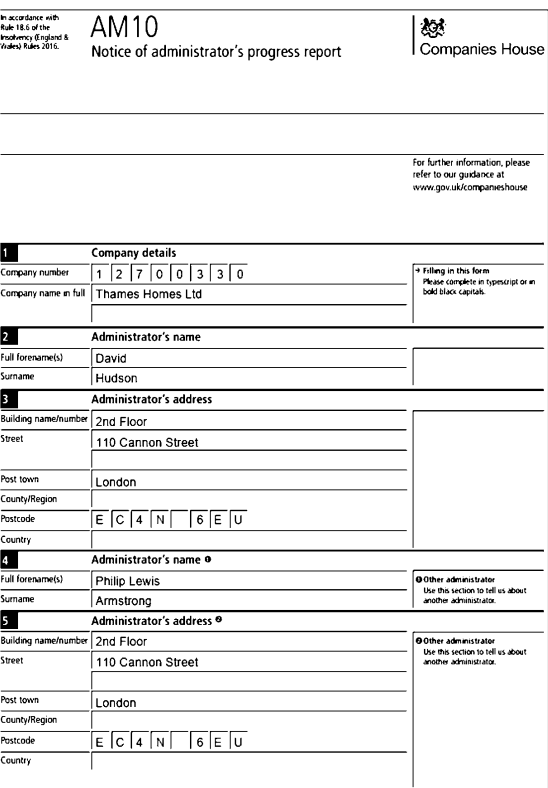 In accordance with
Rule 18.6 of the
Insolvency (England &
Wales) Rules 2016.
AM10
Notice of administrator's progress report
Companies House
For further information, please
refer to our guidance at
www.gov.uk/companieshouse
1 Company details
Company number 1 2 7 0 0 3 3 0
Company name in full Thames Homes Ltd
→ Filling in this form
Please complete in typescript or in
bold black capitals.
2 Administrator's name
Full forename(s) David
Surname Hudson
3 Administrator's address
Building name/number 2nd Floor
Street 110 Cannon Street
Post town London
County/Region
Postcode E C 4 N 6 E U
Country
4 Administrator's name ❶
Full forename(s) Philip Lewis
Surname Armstrong
❶ Other administrator
Use this section to tell us about
another administrator.
5 Administrator's address ❷
Building name/number 2nd Floor
Street 110 Cannon Street
❷ Other administrator
Use this section to tell us about
another administrator.
Post town London
County/Region
Postcode E C 4 N 6 E U
Country